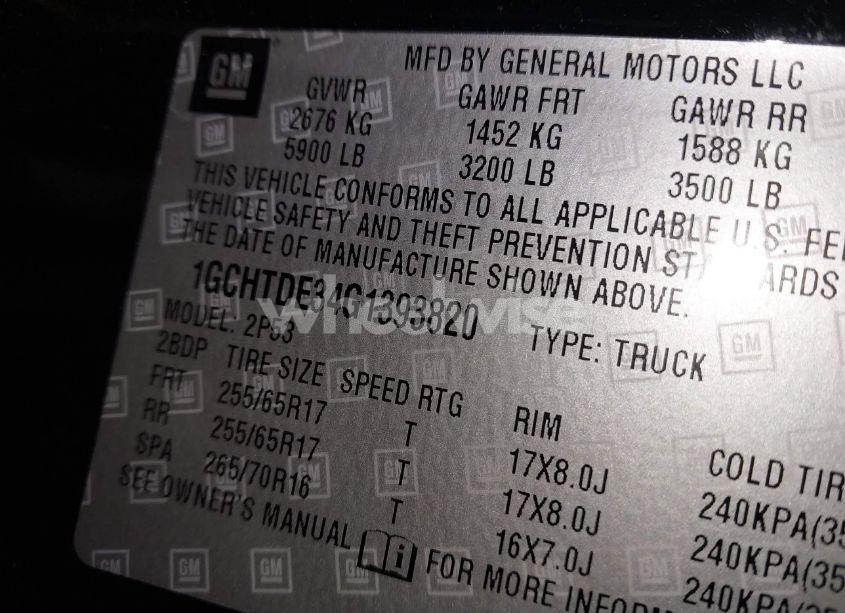 GM
MFD BY GENERAL MOTORS LLC
GVWR GAWR FRT GAWR RR
2676 KG 1452 KG 1588 KG
5900 LB 3200 LB 3500 LB
THIS VEHICLE CONFORMS TO ALL APPLICABLE U.S.
VEHICLE SAFETY AND THEFT PREVENTION
THE DATE OF MANUFACTURE SHOWN ABOVE.
1GCHTDE34G1393820 TYPE: TRUCK
MODEL: 2P53
2BDP TIRE SIZE SPEED RTG RIM COLD
FRT 255/65R17 T 17X8.0J 240KPA(35
RR 255/65R17 T 17X8.0J 240KPA(35
SPA 265/70R16 T 16X7.0J 240KPA(35
SEE OWNER'S MANUAL FOR MORE
wheelwise